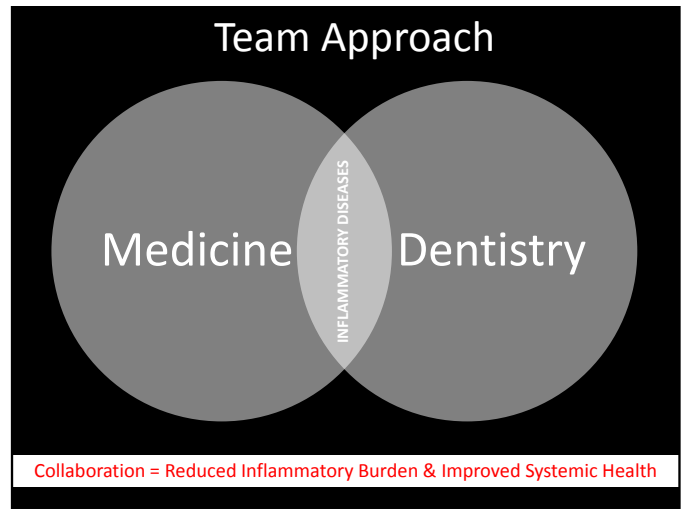 Team Approach
Medicine
INFLAMMATORY DISEASES
Dentistry
Collaboration = Reduced Inflammatory Burden & Improved Systemic Health